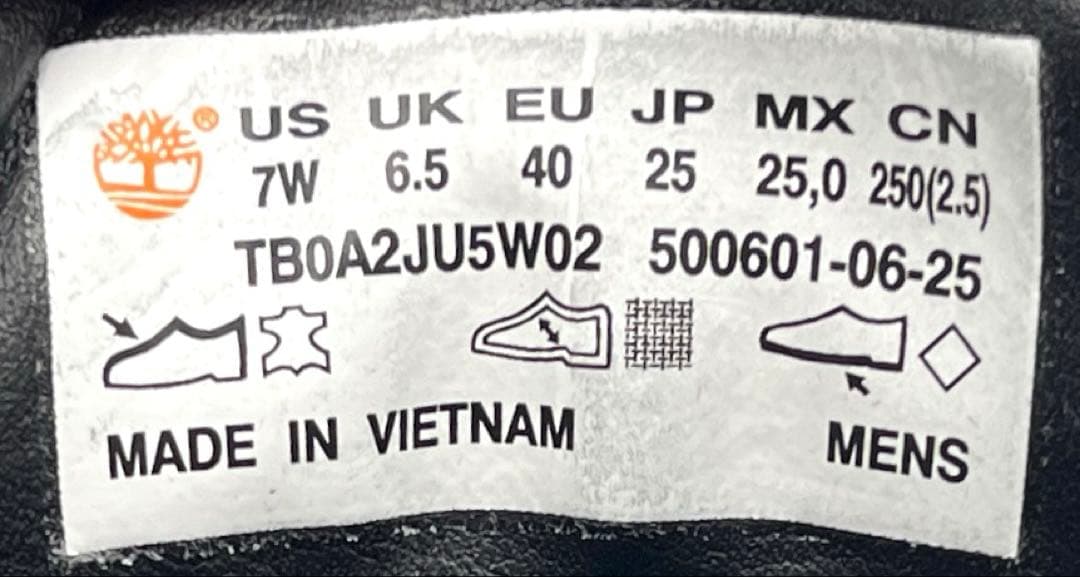 ® US UK EU JP MX CN
7W 6.5 40 25 25,0 250(2.5)
TB0A2JU5W02 500601-06-25
MADE IN VIETNAM MENS